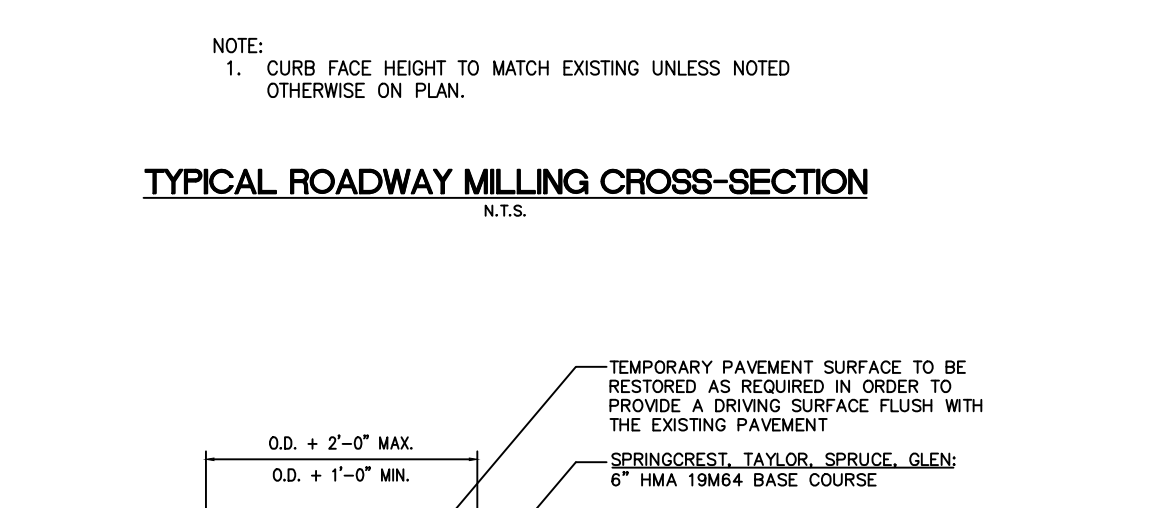 NOTE:
1. CURB FACE HEIGHT TO MATCH EXISTING UNLESS NOTED
OTHERWISE ON PLAN.
TYPICAL ROADWAY MILLING CROSS-SECTION
N.T.S.
TEMPORARY PAVEMENT SURFACE TO BE
RESTORED AS REQUIRED IN ORDER TO
PROVIDE A DRIVING SURFACE FLUSH WITH
THE EXISTING PAVEMENT
O.D. + 2'-0" MAX.
O.D. + 1'-0" MIN.
SPRINGCREST, TAYLOR, SPRUCE, GLEN:
6" HMA 19M64 BASE COURSE